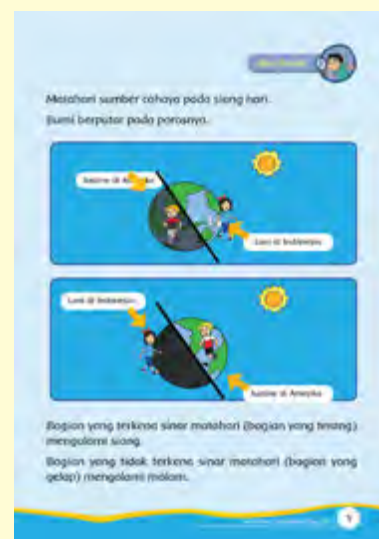 Matahari sumber cahaya pada siang hari.
Bumi berputar pada porosnya.
Justine di Amerika
Lani di Indonesia
Lani di Indonesia
Justine di Amerika
Bagian yang terkena sinar matahari (bagian yang terang)
mengalami siang.
Bagian yang tidak terkena sinar matahari (bagian yang
gelap) mengalami malam.